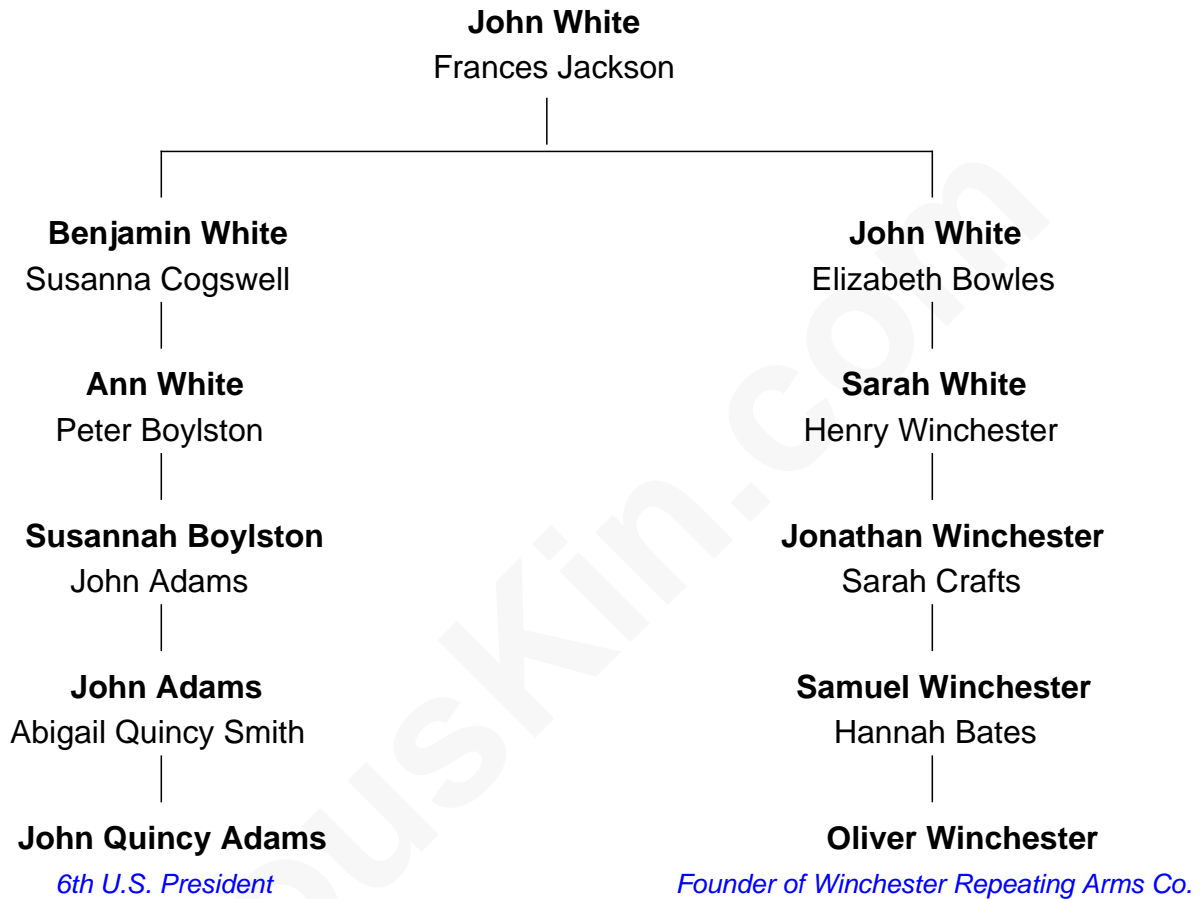 John White
Frances Jackson
Benjamin White
Susanna Cogswell
Ann White
Peter Boylston
Susannah Boylston
John Adams
John Adams
Abigail Quincy Smith
John Quincy Adams
6th U.S. President
John White
Elizabeth Bowles
Sarah White
Henry Winchester
Jonathan Winchester
Sarah Crafts
Samuel Winchester
Hannah Bates
Oliver Winchester
Founder of Winchester Repeating Arms Co.
ousKin.com